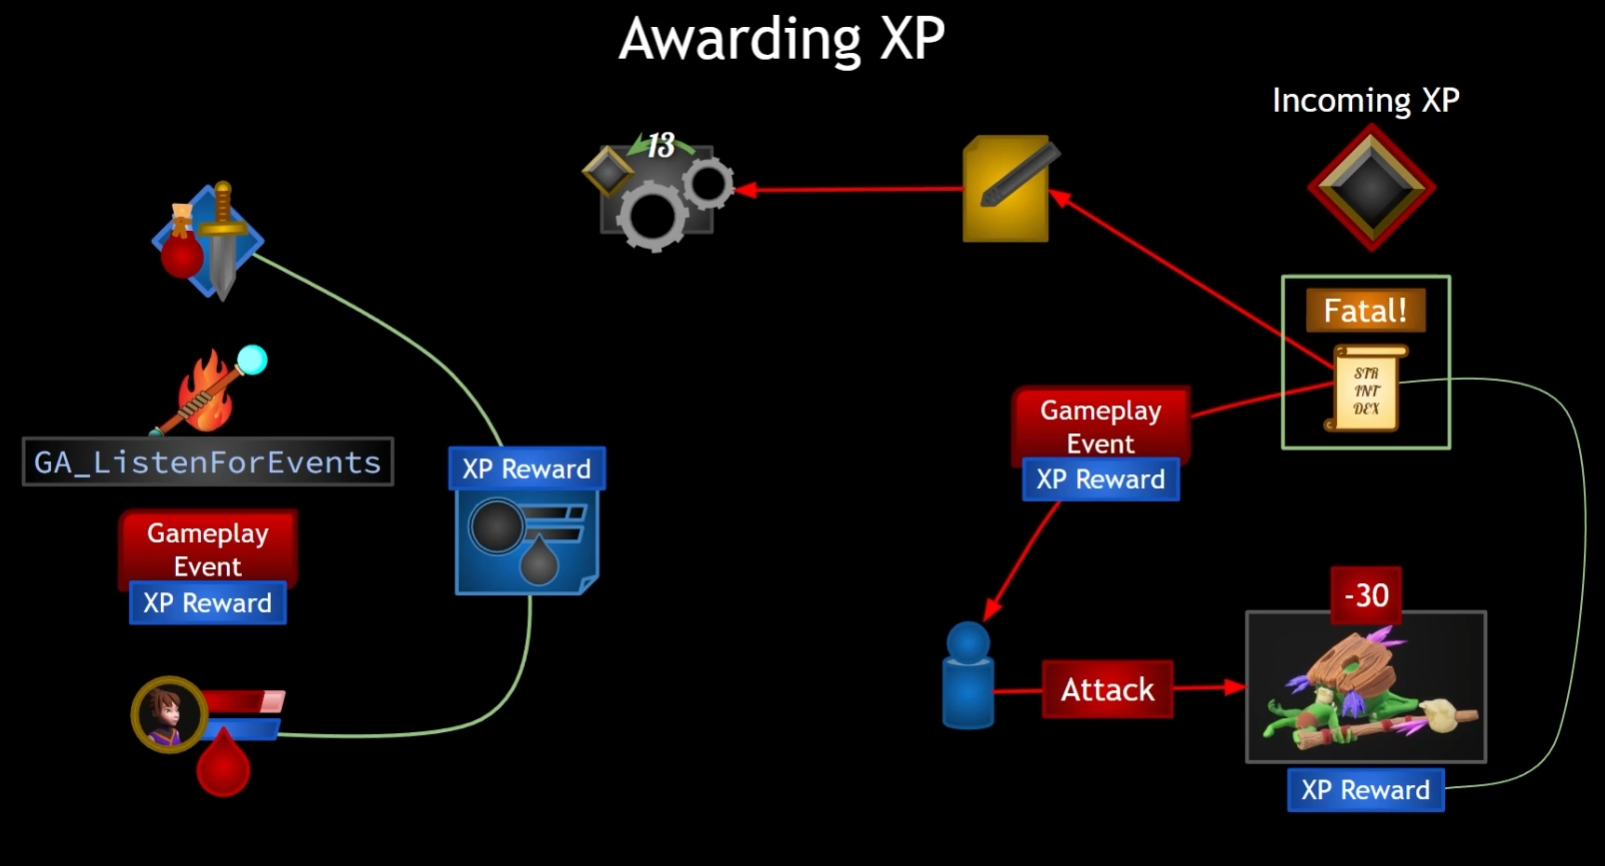 Awarding XP
Incoming XP
13
Fatal!
STR
INT
DEX
Gameplay
Event
XP Reward
GA_ListenForEvents
XP Reward
Gameplay
Event
XP Reward
-30
Attack
XP Reward